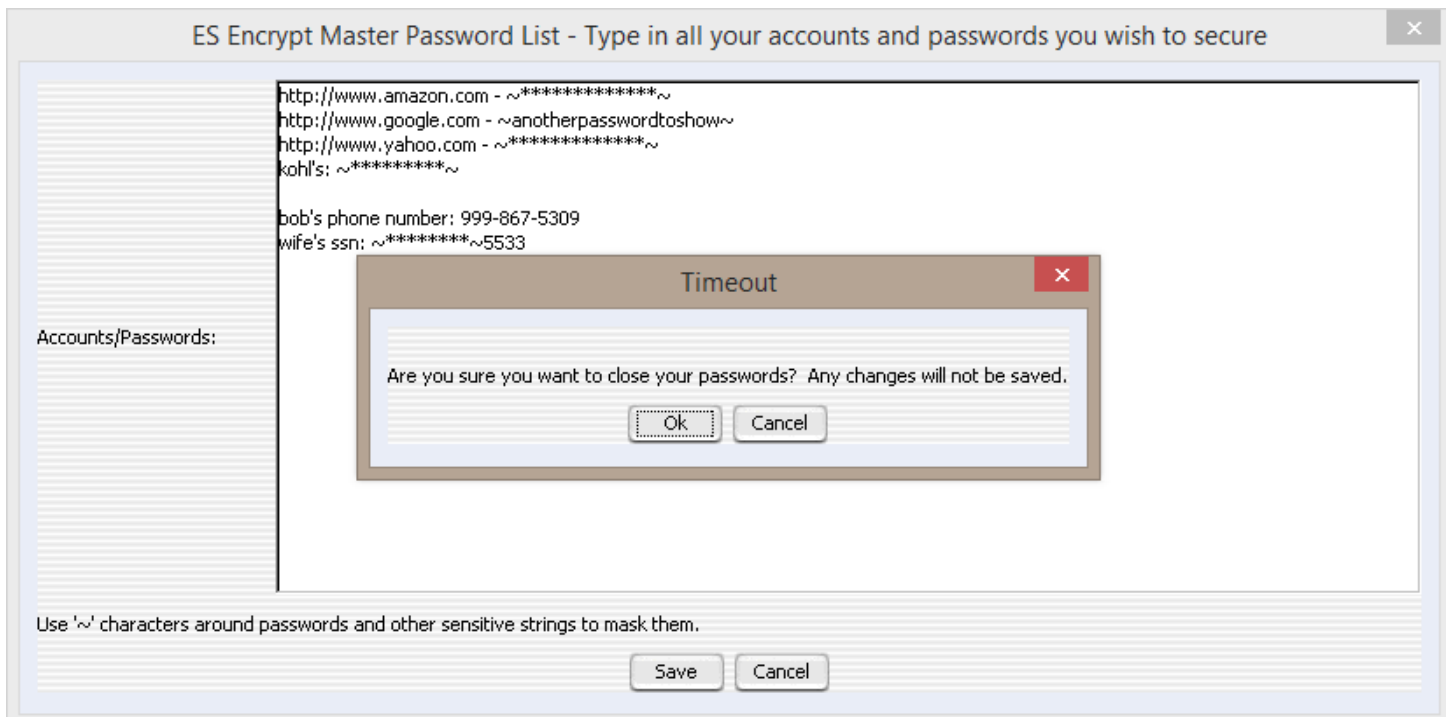 ES Encrypt Master Password List - Type in all your accounts and passwords you wish to secure
http://www.amazon.com - ~*************~
http://www.google.com - ~anotherpasswordtoshow~
http://www.yahoo.com - ~*************~
kohl's: ~*********~
bob's phone number: 999-867-5309
wife's ssn: ~********~5533
Timeout
Accounts/Passwords:
Are you sure you want to close your passwords? Any changes will not be saved.
Ok Cancel
Use '~' characters around passwords and other sensitive strings to mask them.
Save Cancel